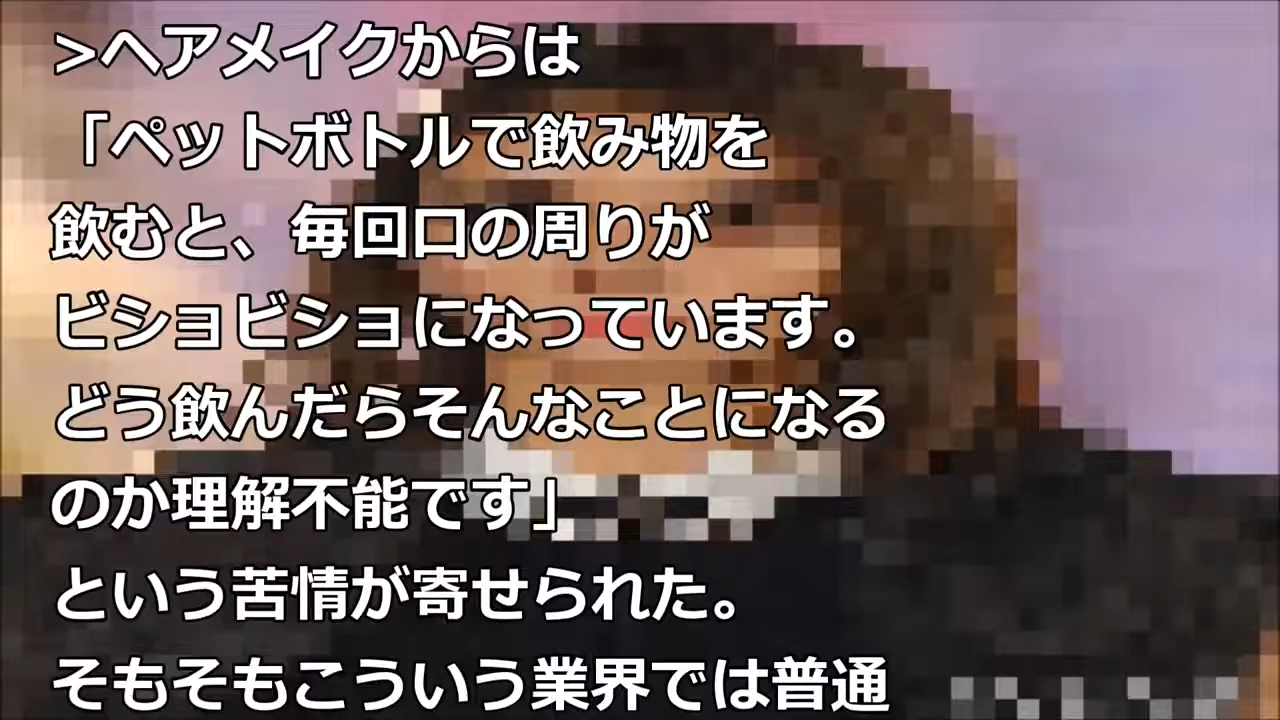 >ヘアメイクからは
「ペットボトルで飲み物を
飲むと、毎回口の周りが
ビショビショになっています。
どう飲んだらそんなことになる
のか理解不能です」
という苦情が寄せられた。
そもそもこういう業界では普通